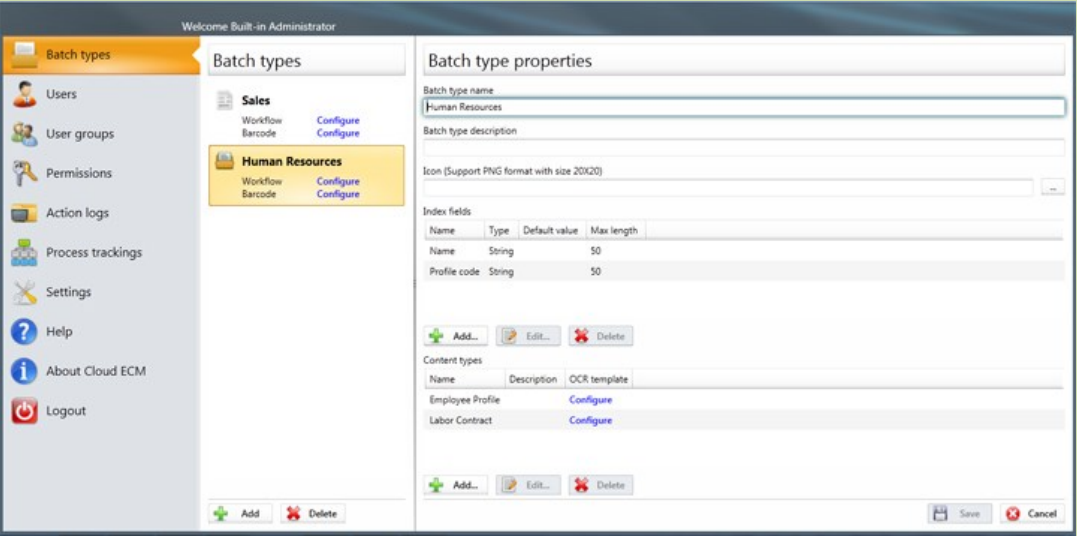 Welcome Built-in Administrator
Batch types
Users
User groups
Permissions
Action logs
Process trackings
Settings
Help
About Cloud ECM
Logout
Batch types
Sales
Workflow Configure
Barcode Configure
Human Resources
Workflow Configure
Barcode Configure
Add Delete
Batch type properties
Batch type name
Human Resources
Batch type description
Icon (Support PNG format with size 20X20)
...
Index fields
Name Type Default value Max length
Name String 50
Profile code String 50
Add... Edit... Delete
Content types
Name Description OCR template
Employee Profile Configure
Labor Contract Configure
Add... Edit... Delete
Save Cancel